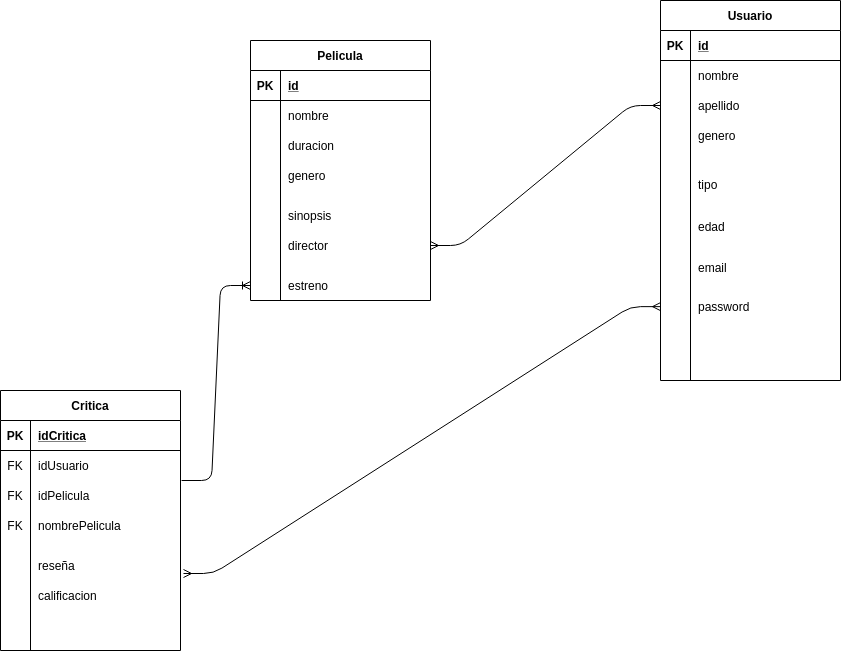 Usuario
PK id
nombre
apellido
genero
tipo
edad
email
password
Pelicula
PK id
nombre
duracion
genero
sinopsis
director
estreno
Critica
PK idCritica
FK idUsuario
FK idPelicula
FK nombrePelicula
reseña
calificacion